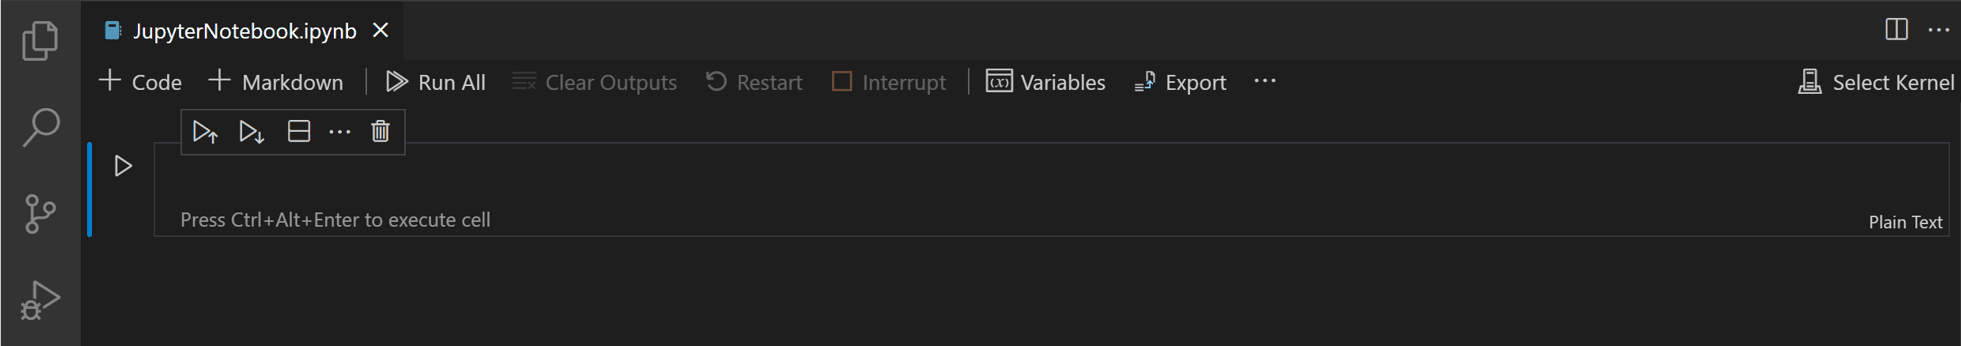 JupyterNotebook.ipynb
Code Markdown Run All Clear Outputs Restart Interrupt Variables Export Select Kernel
Press Ctrl+Alt+Enter to execute cell
Plain Text